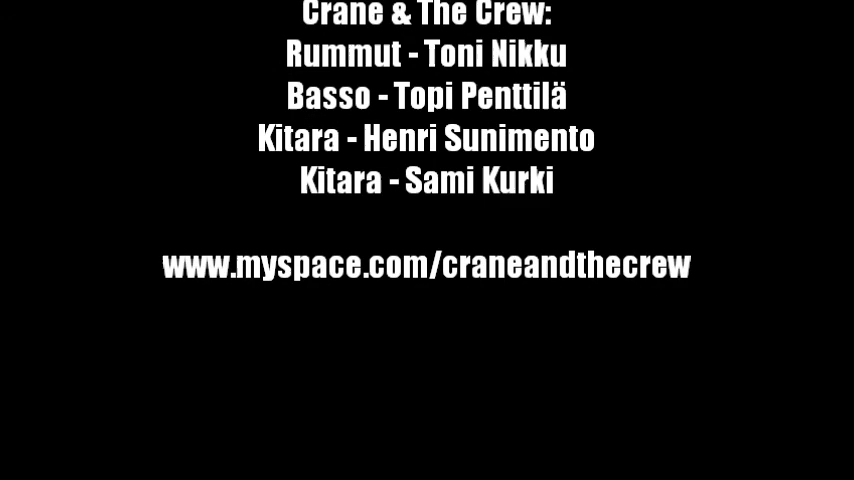 Crane & The Crew:
Rummut - Toni Nikku
Basso - Topi Penttilä
Kitara - Henri Sunimento
Kitara - Sami Kurki
www.myspace.com/craneandthecrew